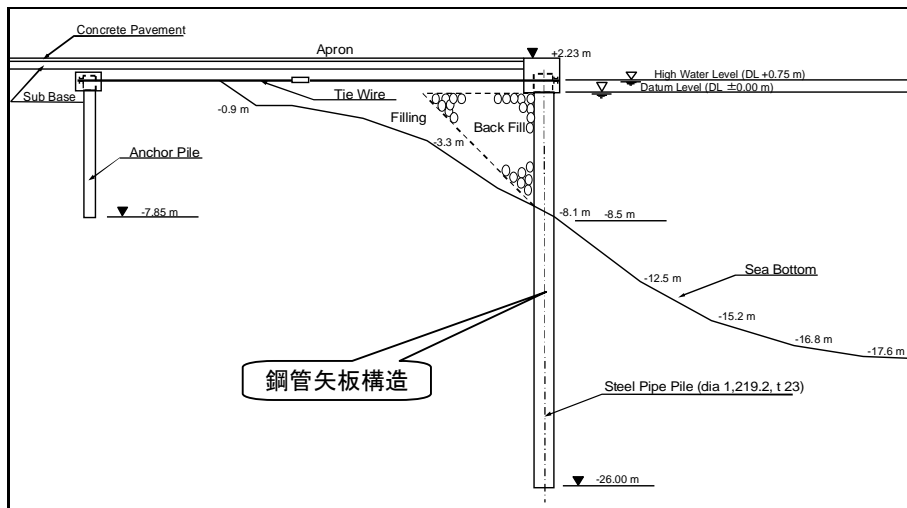 Concrete Pavement
Apron
+2.23 m
High Water Level (DL +0.75 m)
Datum Level (DL ±0.00 m)
Sub Base
Tie Wire
-0.9 m
Filling
Back Fill
-3.3 m
Anchor Pile
-7.85 m
-8.1 m
-8.5 m
Sea Bottom
-12.5 m
-15.2 m
-16.8 m
-17.6 m
鋼管矢板構造
Steel Pipe Pile (dia 1,219.2, t 23)
-26.00 m